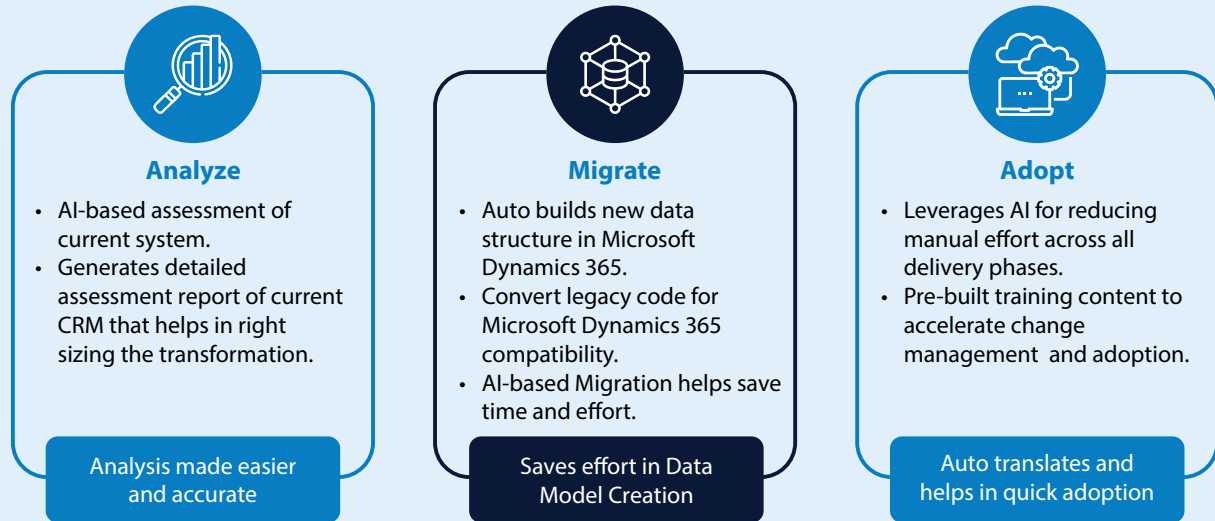 Analyze
• AI-based assessment of
current system.
• Generates detailed
assessment report of current
CRM that helps in right
sizing the transformation.
Analysis made easier
and accurate
Migrate
• Auto builds new data
structure in Microsoft
Dynamics 365.
• Convert legacy code for
Microsoft Dynamics 365
compatibility.
• AI-based Migration helps save
time and effort.
Saves effort in Data
Model Creation
Adopt
• Leverages AI for reducing
manual effort across all
delivery phases.
• Pre-built training content to
accelerate change
management  and adoption.
Auto translates and
helps in quick adoption